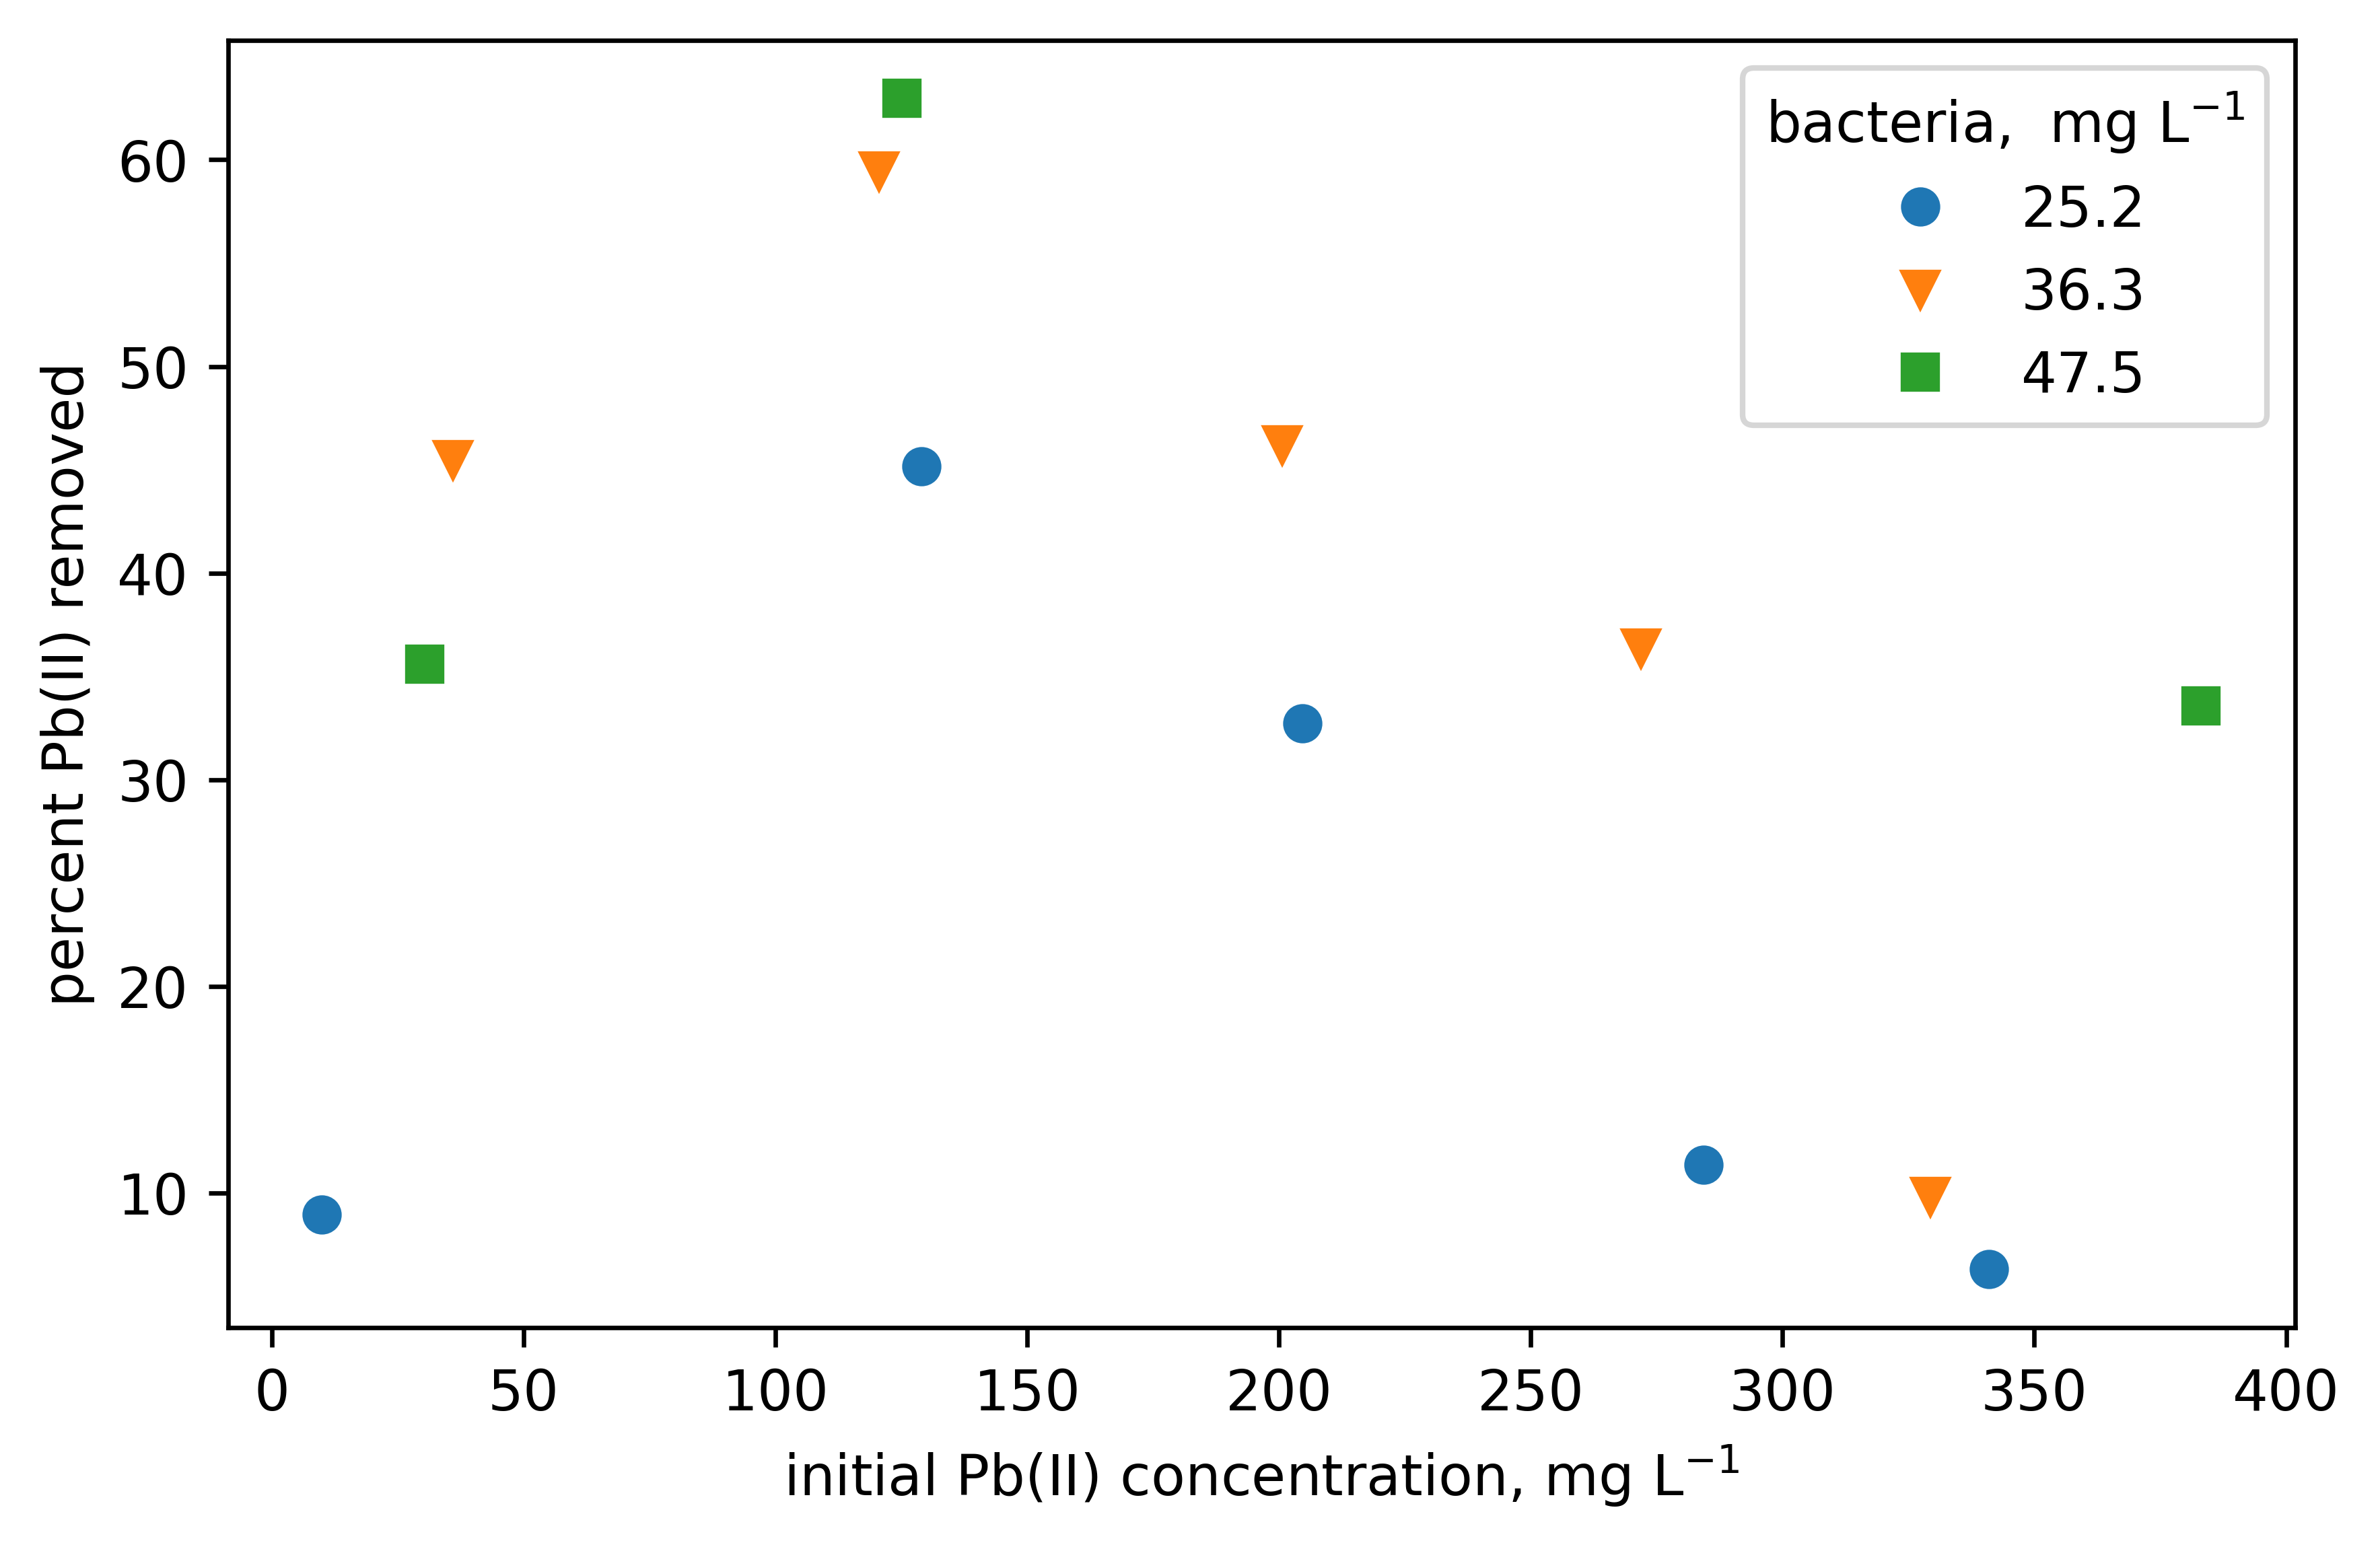 bacteria,  mg L⁻¹
25.2
36.3
47.5
60
50
40
30
20
10
percent Pb(II) removed
0 50 100 150 200 250 300 350 400
initial Pb(II) concentration, mg L⁻¹